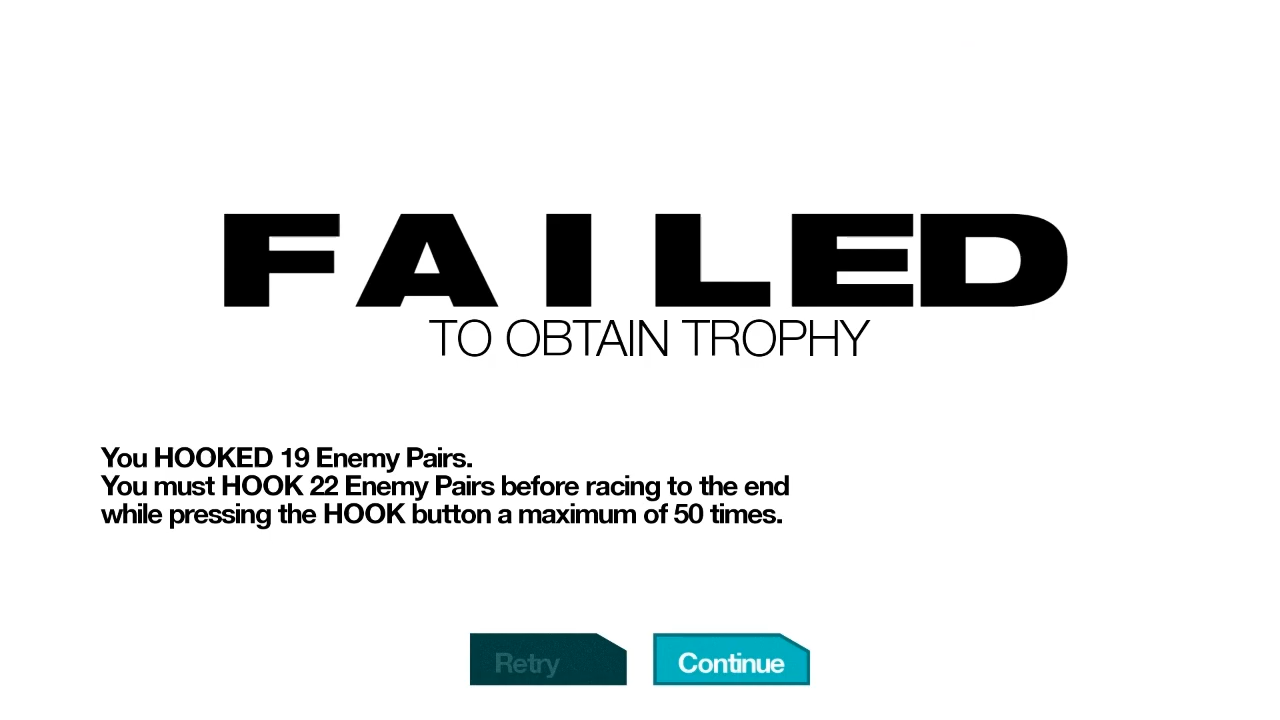 FAILED
TO OBTAIN TROPHY
You HOOKED 19 Enemy Pairs.
You must HOOK 22 Enemy Pairs before racing to the end
while pressing the HOOK button a maximum of 50 times.
Retry
Continue